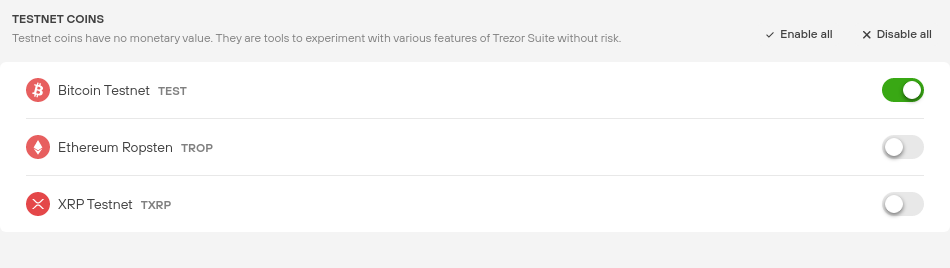 TESTNET COINS
Testnet coins have no monetary value. They are tools to experiment with various features of Trezor Suite without risk.
Enable all
Disable all
Bitcoin Testnet TEST
Ethereum Ropsten TROP
XRP Testnet TXRP